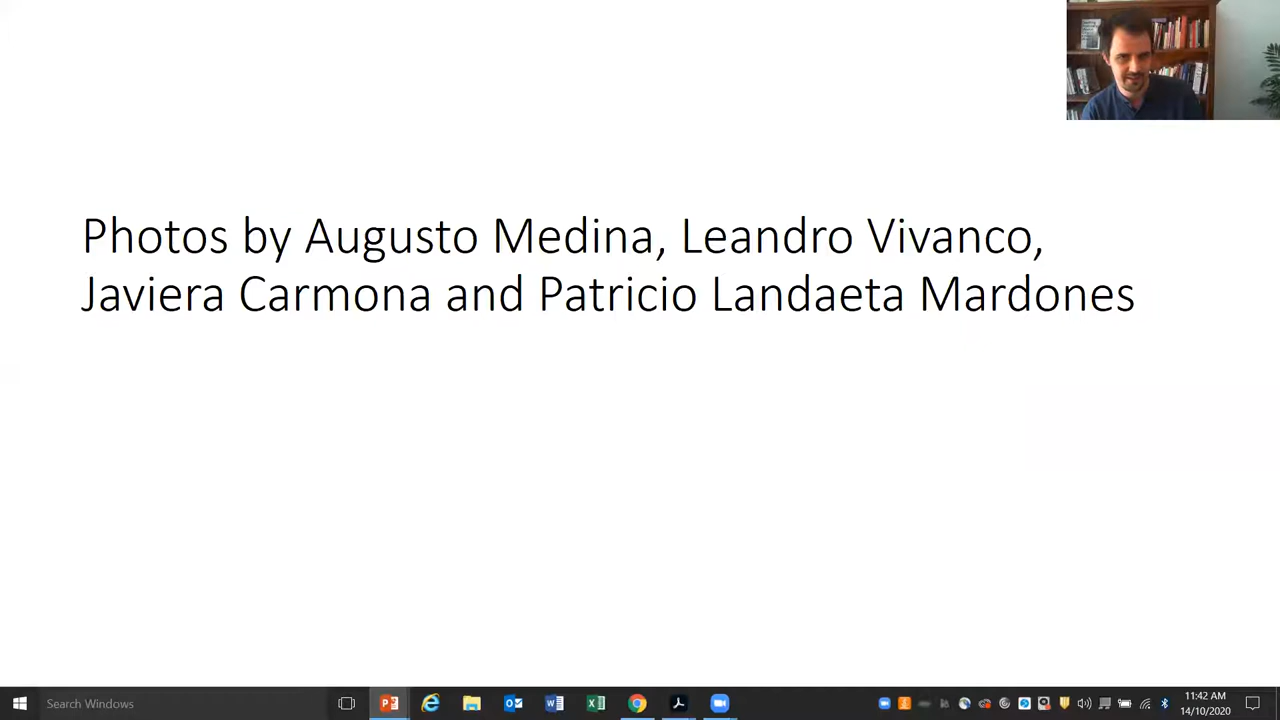 Photos by Augusto Medina, Leandro Vivanco,
Javiera Carmona and Patricio Landaeta Mardones
Search Windows
11:42 AM
14/10/2020